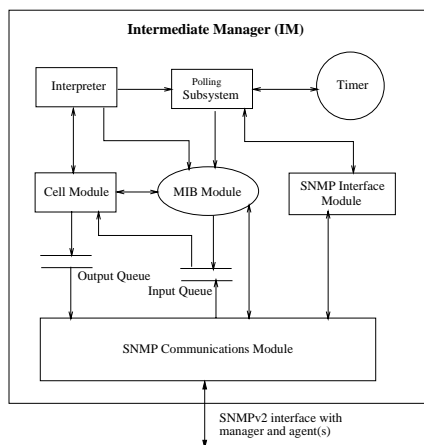 Intermediate Manager (IM)
Interpreter
Polling
Subsystem
Timer
Cell Module
MIB Module
SNMP Interface
Module
Output Queue
Input Queue
SNMP Communications Module
SNMPv2 interface with
manager and agent(s)